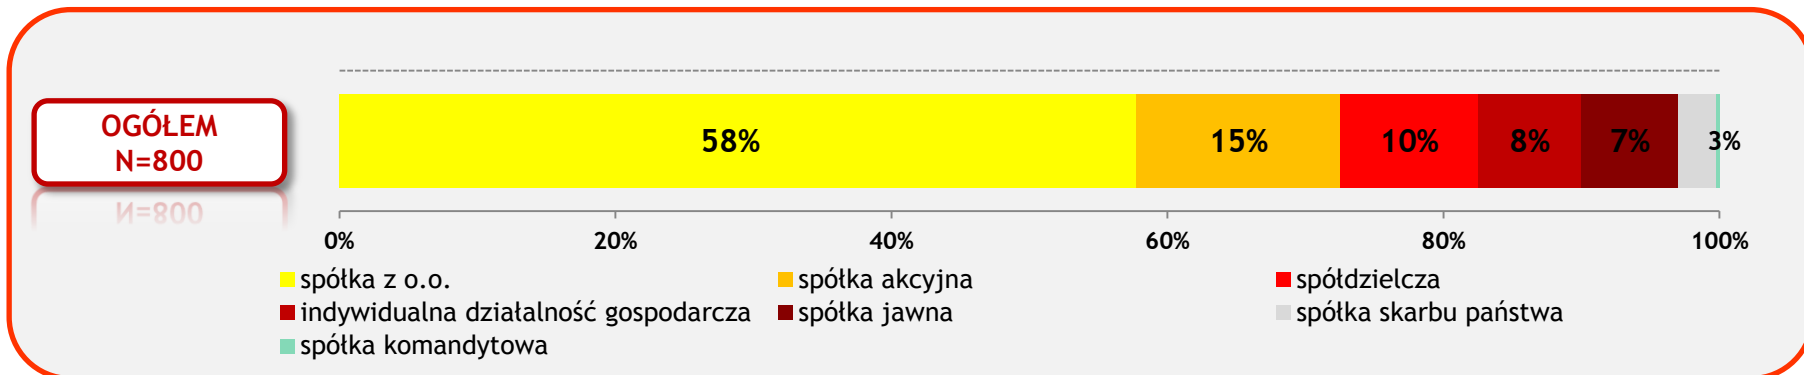 OGÓŁEM
N=800
58% 15% 10% 8% 7% 3%
N=800
0% 20% 40% 60% 80% 100%
spółka z o.o. spółka akcyjna spółdzielcza
indywidualna działalność gospodarcza spółka jawna spółka skarbu państwa
spółka komandytowa